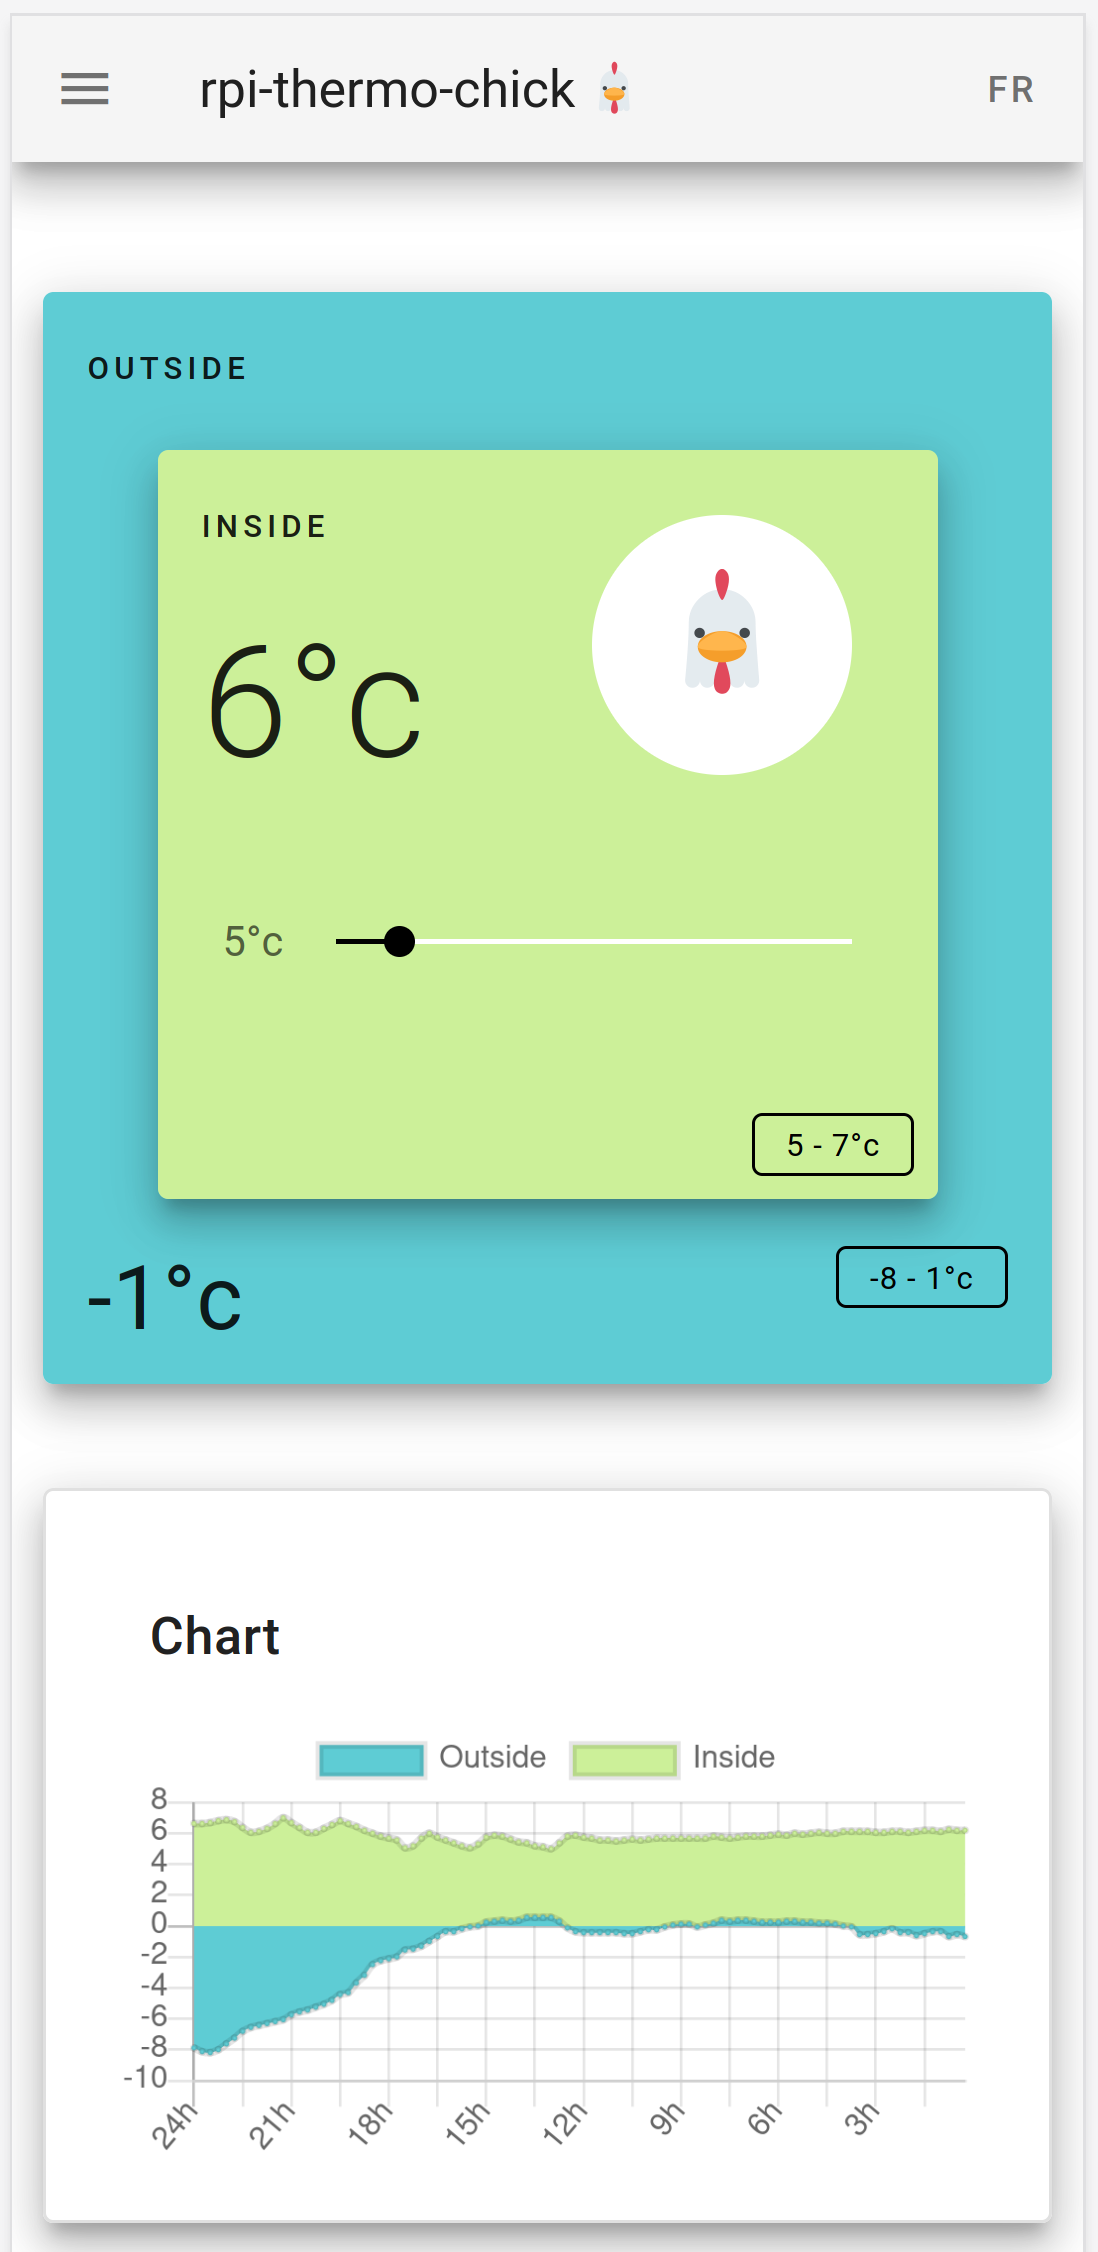 rpi-thermo-chick
FR
OUTSIDE
INSIDE
6°c
5°c
5 - 7°c
-1°c
-8 - 1°c
Chart
Outside
Inside
8
6
4
2
0
-2
-4
-6
-8
-10
24h
21h
18h
15h
12h
9h
6h
3h